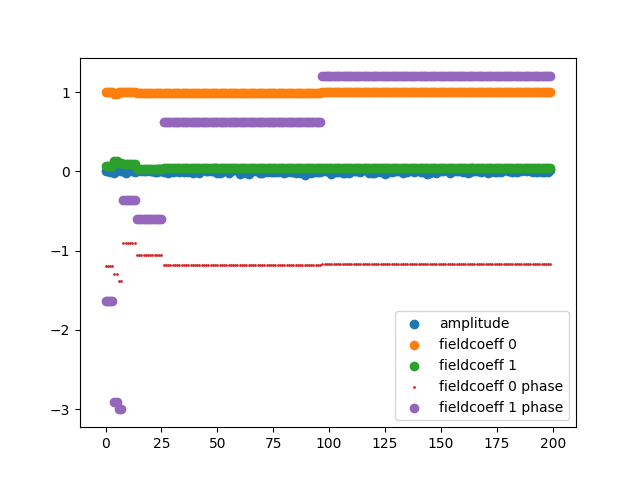 1
0
−1
−2
−3
0
25
50
75
100
125
150
175
200
amplitude
fieldcoeff 0
fieldcoeff 1
fieldcoeff 0 phase
fieldcoeff 1 phase